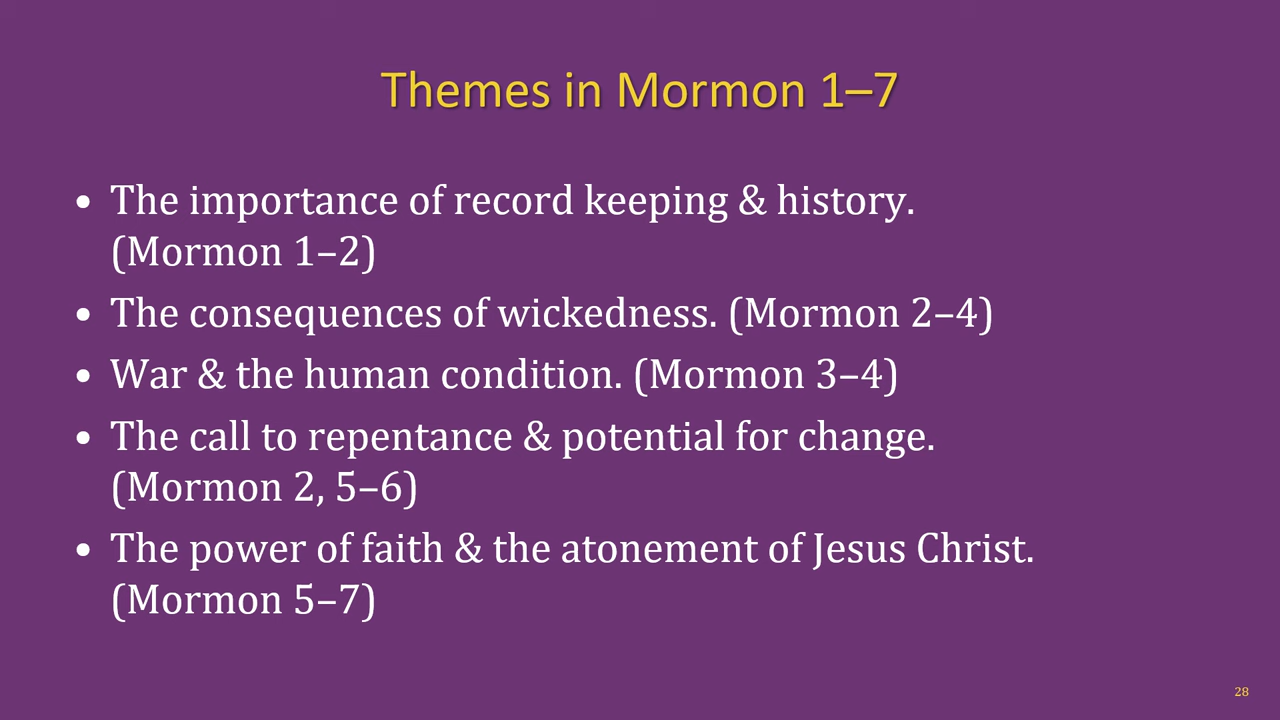 Themes in Mormon 1–7
• The importance of record keeping & history.
(Mormon 1–2)
• The consequences of wickedness. (Mormon 2–4)
• War & the human condition. (Mormon 3–4)
• The call to repentance & potential for change.
(Mormon 2, 5–6)
• The power of faith & the atonement of Jesus Christ.
(Mormon 5–7)
28